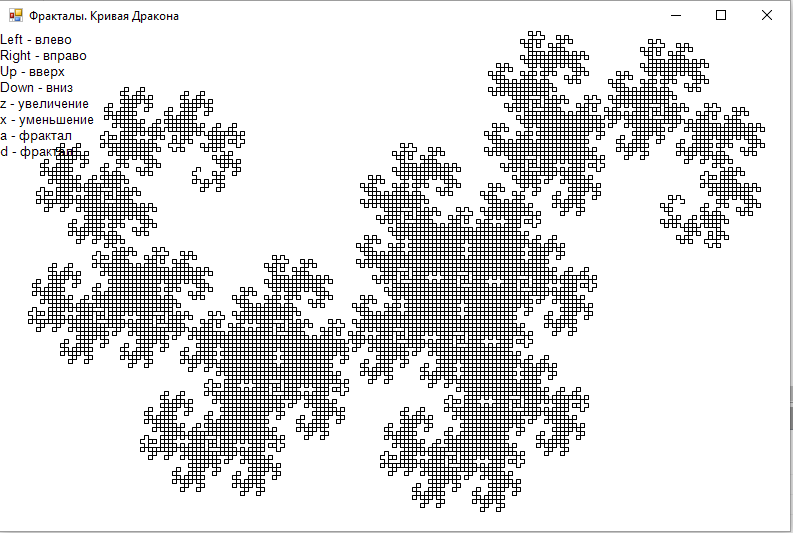 Фракталы. Кривая Дракона
Left - влево
Right - вправо
Up - вверх
Down - вниз
z - увеличение
x - уменьшение
a - фрактал
d - фрактал